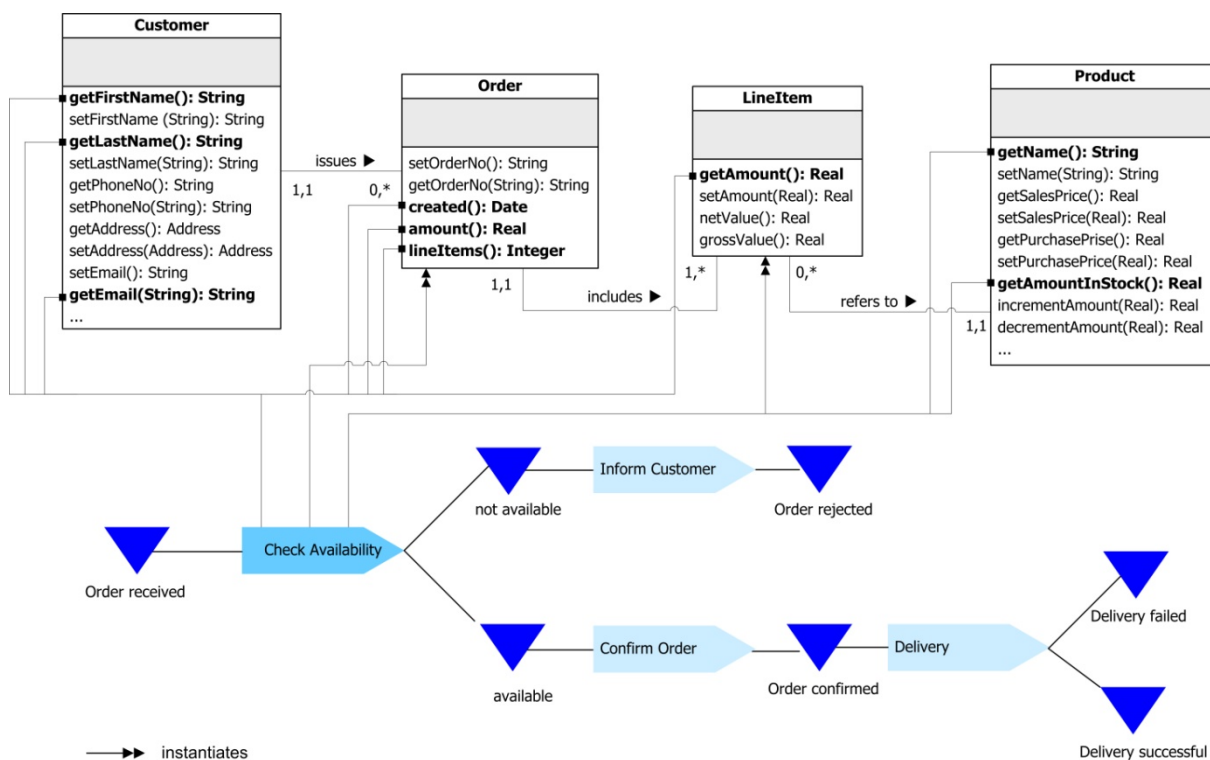 Customer
getFirstName(): String
setFirstName (String): String
getLastName(): String
setLastName(String): String
getPhoneNo(): String
setPhoneNo(String): String
getAddress(): Address
setAddress(Address): Address
setEmail(): String
getEmail(String): String
...
issues ▶
1,1
0,*
Order
setOrderNo(): String
getOrderNo(String): String
created(): Date
amount(): Real
lineItems(): Integer
1,1
includes ▶
1,*
LineItem
getAmount(): Real
setAmount(Real): Real
netValue(): Real
grossValue(): Real
0,*
refers to ▶
1,1
Product
getName(): String
setName(String): String
getSalesPrice(): Real
setSalesPrice(Real): Real
getPurchasePrise(): Real
setPurchasePrice(Real): Real
getAmountInStock(): Real
incrementAmount(Real): Real
decrementAmount(Real): Real
...
Order received
Check Availability
not available
Inform Customer
Order rejected
available
Confirm Order
Order confirmed
Delivery
Delivery failed
Delivery successful
instantiates